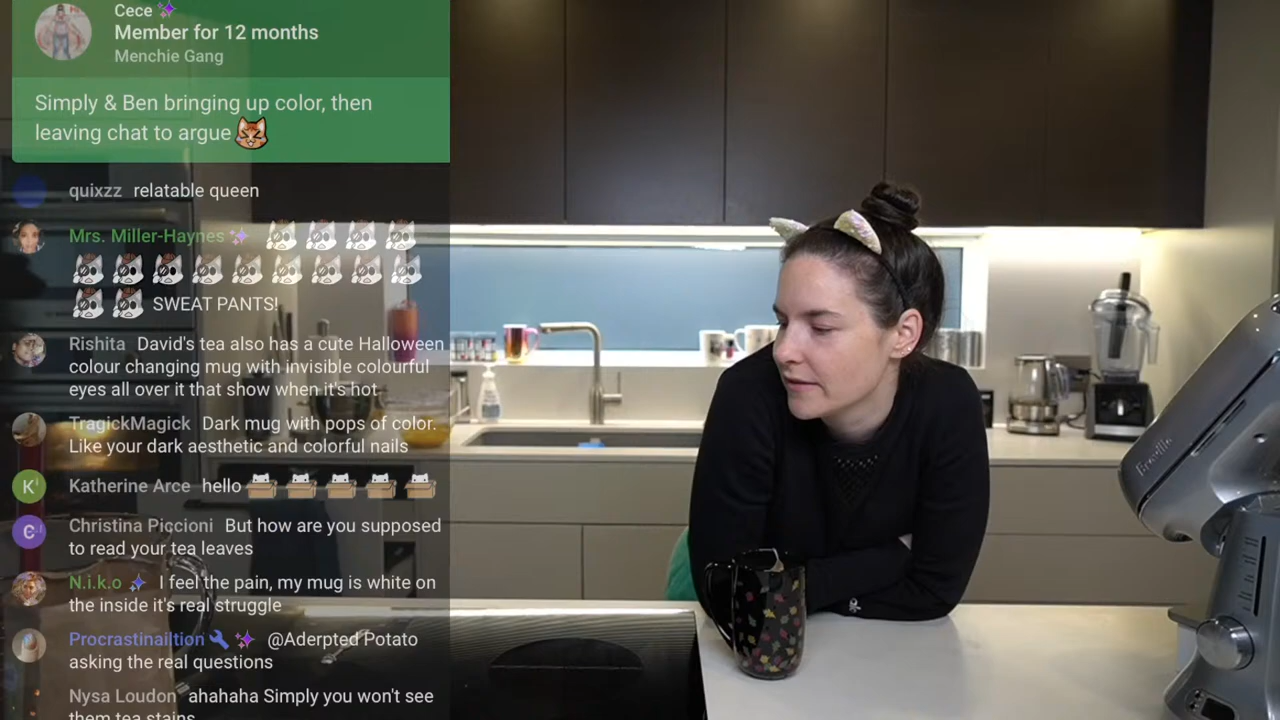 Cece
Member for 12 months
Menchie Gang
Simply & Ben bringing up color, then
leaving chat to argue
quixzz relatable queen
Mrs. Miller-Haynes
SWEAT PANTS!
Rishita David's tea also has a cute Halloween
colour changing mug with invisible colourful
eyes all over it that show when it's hot
TragickMagick Dark mug with pops of color.
Like your dark aesthetic and colorful nails
K
Katherine Arce hello
C
Christina Piccioni But how are you supposed
to read your tea leaves
N.i.k.o I feel the pain, my mug is white on
the inside it's real struggle
Procrastinailtion @Aderpted Potato
asking the real questions
Nysa Loudon ahahaha Simply you won't see
them tea stains
Breville